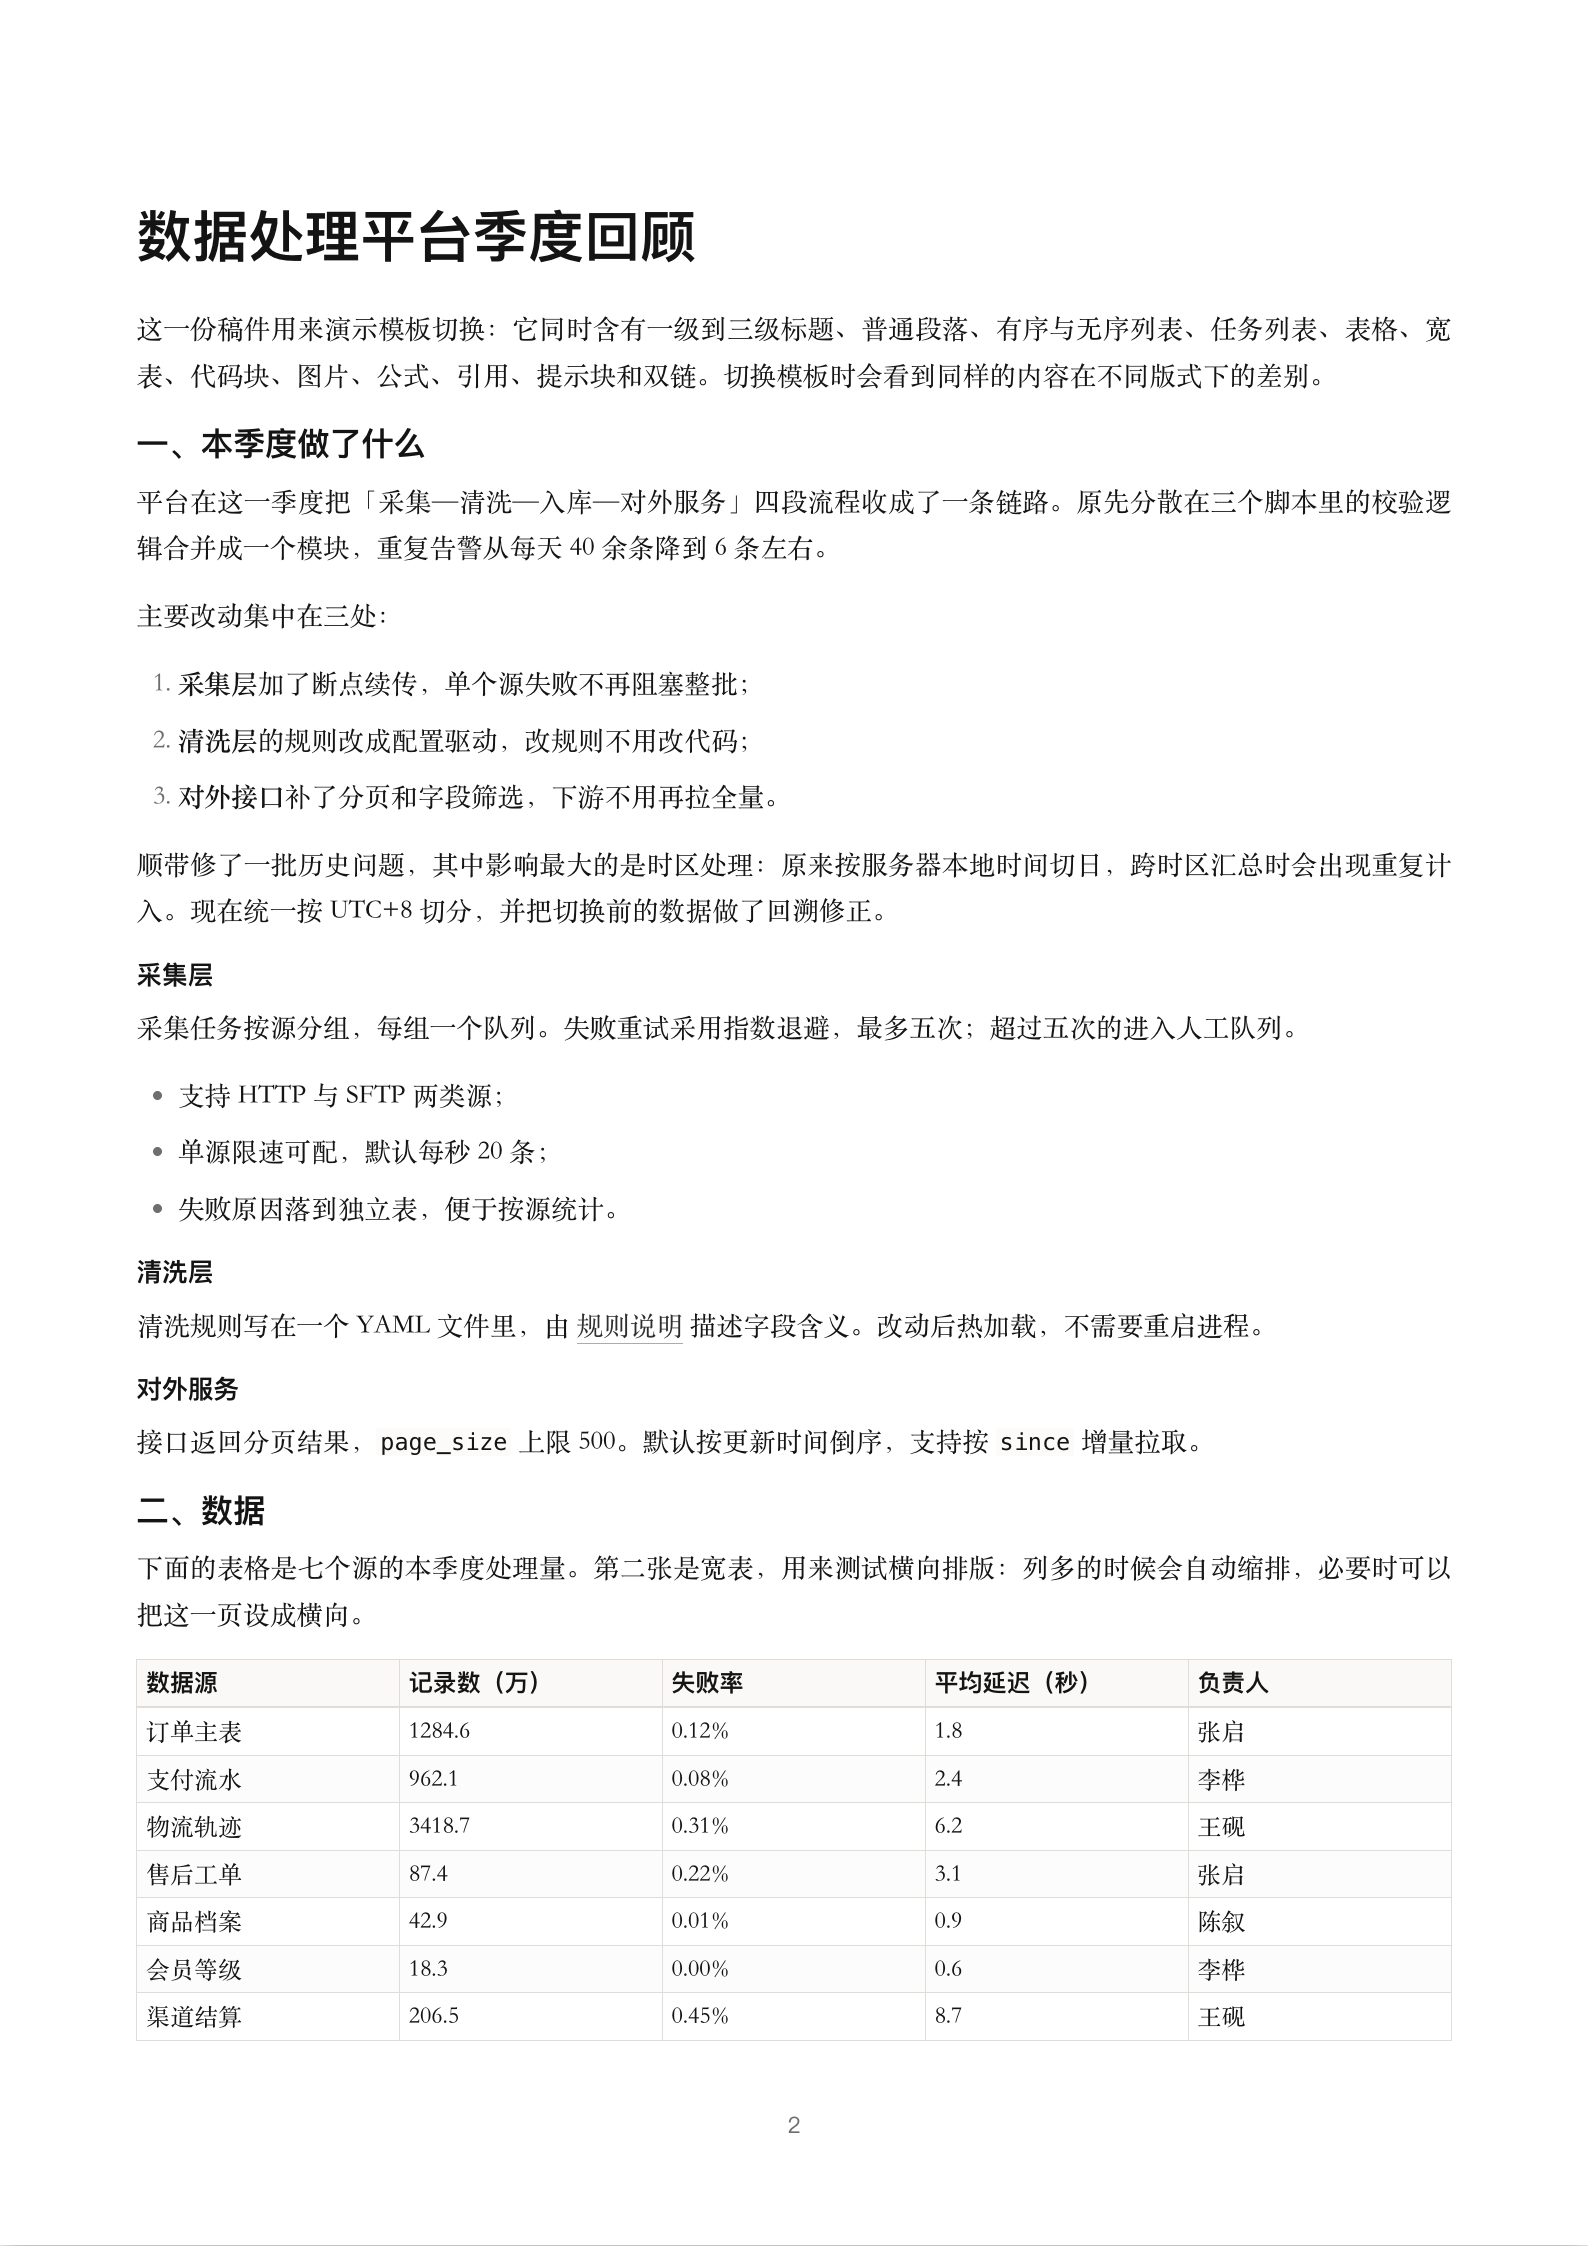 数据处理平台季度回顾
这一份稿件用来演示模板切换：它同时含有一级到三级标题、普通段落、有序与无序列表、任务列表、表格、宽
表、代码块、图片、公式、引用、提示块和双链。切换模板时会看到同样的内容在不同版式下的差别。
一、本季度做了什么
平台在这一季度把「采集—清洗—入库—对外服务」四段流程收成了一条链路。原先分散在三个脚本里的校验逻
辑合并成一个模块，重复告警从每天 40 余条降到 6 条左右。
主要改动集中在三处：
1. 采集层加了断点续传，单个源失败不再阻塞整批；
2. 清洗层的规则改成配置驱动，改规则不用改代码；
3. 对外接口补了分页和字段筛选，下游不用再拉全量。
顺带修了一批历史问题，其中影响最大的是时区处理：原来按服务器本地时间切日，跨时区汇总时会出现重复计
入。现在统一按 UTC+8 切分，并把切换前的数据做了回溯修正。
采集层
采集任务按源分组，每组一个队列。失败重试采用指数退避，最多五次；超过五次的进入人工队列。
• 支持 HTTP 与 SFTP 两类源；
• 单源限速可配，默认每秒 20 条；
• 失败原因落到独立表，便于按源统计。
清洗层
清洗规则写在一个 YAML 文件里，由 规则说明 描述字段含义。改动后热加载，不需要重启进程。
对外服务
接口返回分页结果， page_size 上限 500。默认按更新时间倒序，支持按 since 增量拉取。
二、数据
下面的表格是七个源的本季度处理量。第二张是宽表，用来测试横向排版：列多的时候会自动缩排，必要时可以
把这一页设成横向。
数据源 记录数（万） 失败率 平均延迟（秒） 负责人
订单主表 1284.6 0.12% 1.8 张启
支付流水 962.1 0.08% 2.4 李桦
物流轨迹 3418.7 0.31% 6.2 王砚
售后工单 87.4 0.22% 3.1 张启
商品档案 42.9 0.01% 0.9 陈叙
会员等级 18.3 0.00% 0.6 李桦
渠道结算 206.5 0.45% 8.7 王砚
2